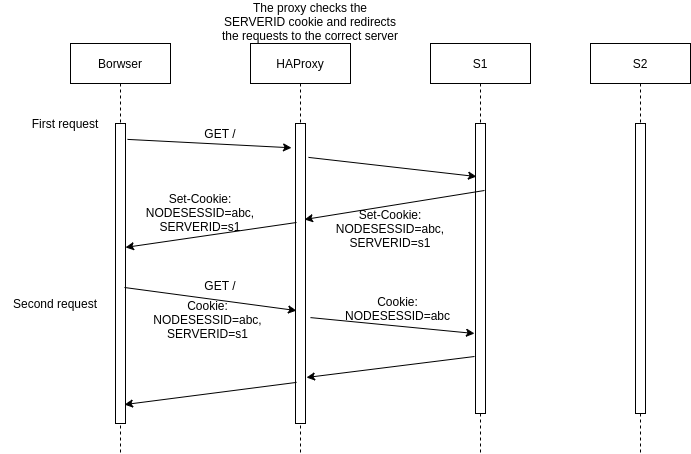 The proxy checks the
SERVERID cookie and redirects
the requests to the correct server
Borwser
HAProxy
S1
S2
First request
GET /
Set-Cookie:
NODESESSID=abc,
SERVERID=s1
Set-Cookie:
NODESESSID=abc,
SERVERID=s1
Second request
GET /
Cookie:
NODESESSID=abc,
SERVERID=s1
Cookie:
NODESESSID=abc